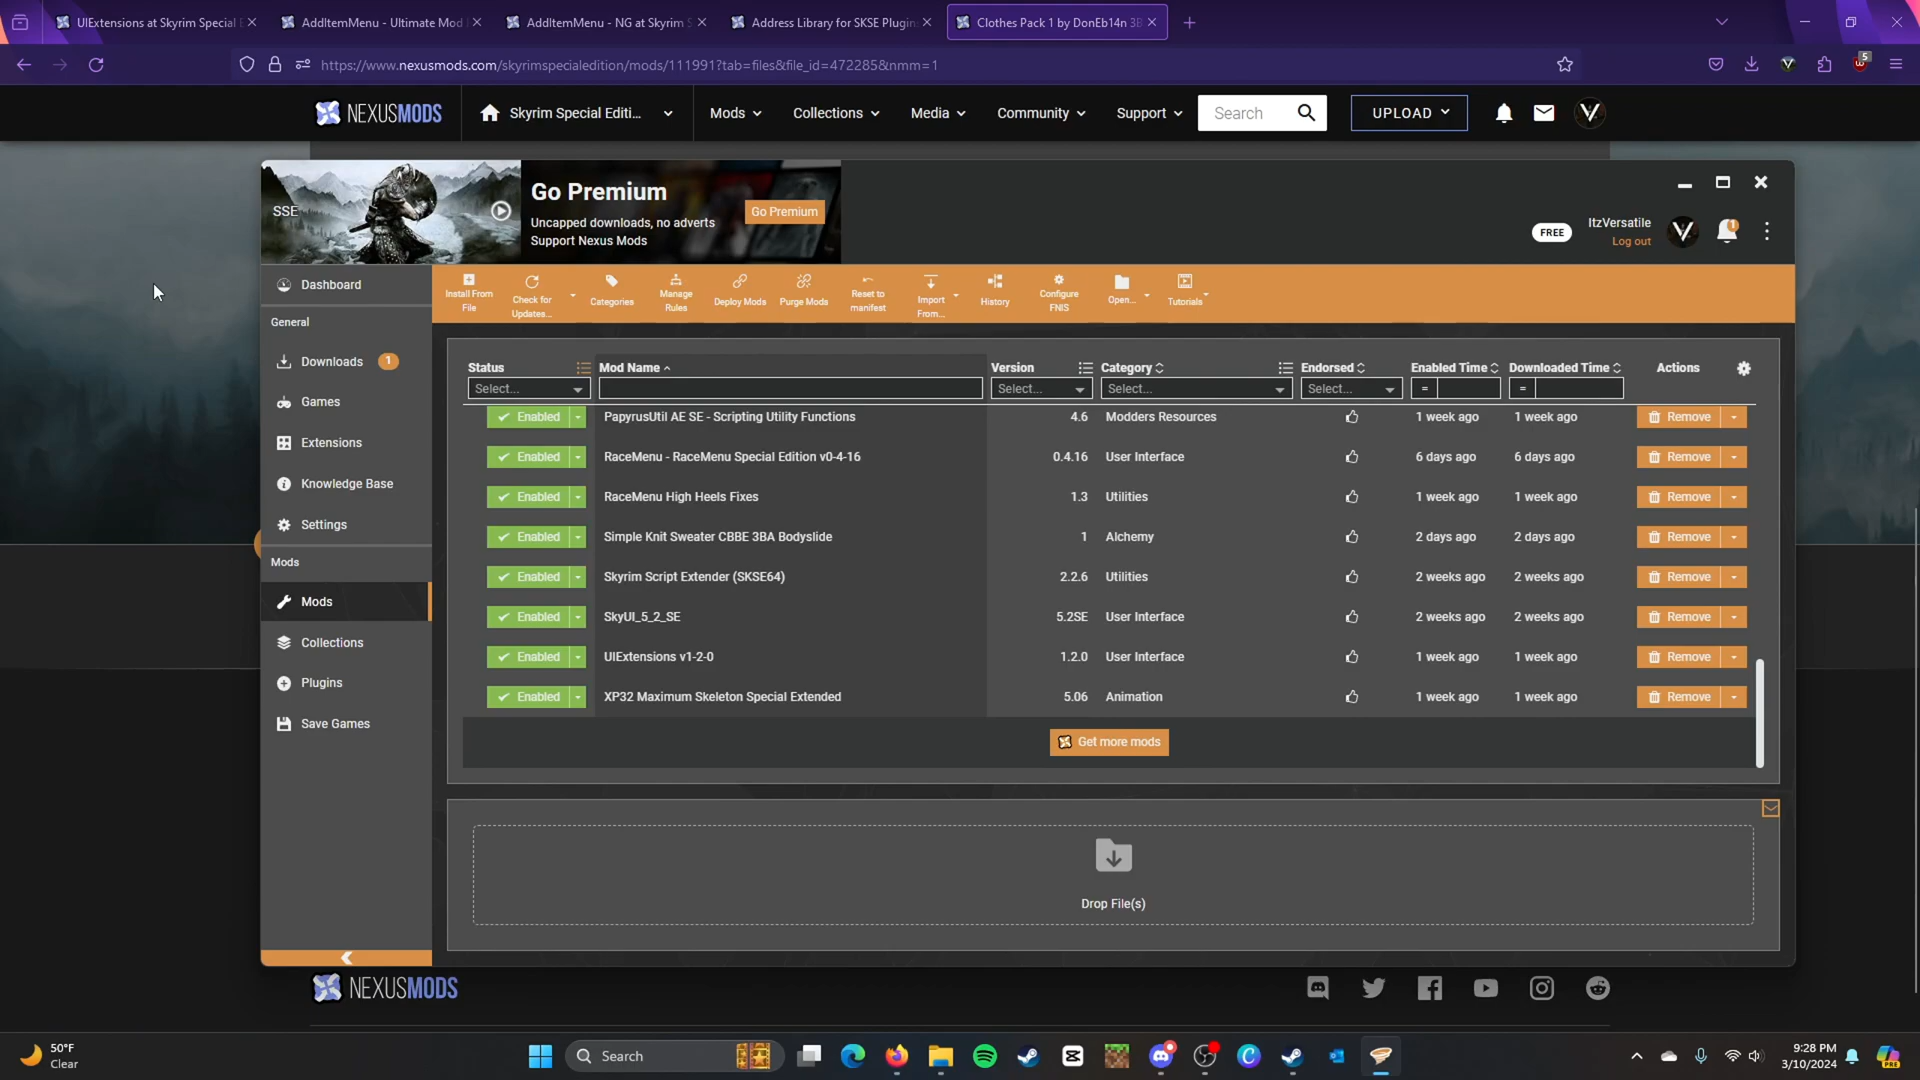 UIExtensions at Skyrim Special E
AddItemMenu - Ultimate Mod
AddItemMenu - NG at Skyrim S
Address Library for SKSE Plugin
Clothes Pack 1 by DonEb14n 3B
https://www.nexusmods.com/skyrimspecialedition/mods/111991?tab=files&file_id=472285&nmm=1
5
NEXUSMODS
Skyrim Special Editi...
Mods
Collections
Media
Community
Support
Search
UPLOAD
SSE
Go Premium
Uncapped downloads, no adverts
Support Nexus Mods
Go Premium
FREE
ItzVersatile
Log out
1
Dashboard
General
Downloads 1
Games
Extensions
Knowledge Base
Settings
Mods
Mods
Collections
Plugins
Save Games
Install From File
Check for Updates...
Categories
Manage Rules
Deploy Mods
Purge Mods
Reset to manifest
Import From...
History
Configure FNIS
Open...
Tutorials
Status Mod Name Version Category Endorsed Enabled Time Downloaded Time Actions
Select... Select... Select... Select... = =
Enabled PapyrusUtil AE SE - Scripting Utility Functions 4.6 Modders Resources 1 week ago 1 week ago Remove
Enabled RaceMenu - RaceMenu Special Edition v0-4-16 0.4.16 User Interface 6 days ago 6 days ago Remove
Enabled RaceMenu High Heels Fixes 1.3 Utilities 1 week ago 1 week ago Remove
Enabled Simple Knit Sweater CBBE 3BA Bodyslide 1 Alchemy 2 days ago 2 days ago Remove
Enabled Skyrim Script Extender (SKSE64) 2.2.6 Utilities 2 weeks ago 2 weeks ago Remove
Enabled SkyUI_5_2_SE 5.2SE User Interface 2 weeks ago 2 weeks ago Remove
Enabled UIExtensions v1-2-0 1.2.0 User Interface 1 week ago 1 week ago Remove
Enabled XP32 Maximum Skeleton Special Extended 5.06 Animation 1 week ago 1 week ago Remove
Get more mods
Drop File(s)
NEXUSMODS
50°F
Clear
Search
9:28 PM
3/10/2024
PRE